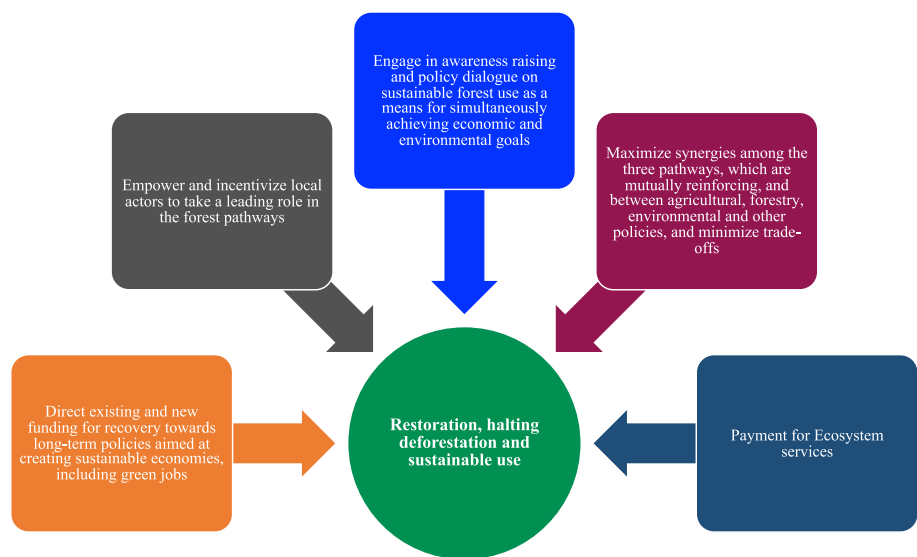 Engage in awareness raising
and policy dialogue on
sustainable forest use as a
means for simultaneously
achieving economic and
environmental goals
Empower and incentivize local
actors to take a leading role in
the forest pathways
Maximize synergies among the
three pathways, which are
mutually reinforcing, and
between agricultural, forestry,
environmental and other
policies, and minimize trade-
offs
Direct existing and new
funding for recovery towards
long-term policies aimed at
creating sustainable economies,
including green jobs
Restoration, halting
deforestation and
sustainable use
Payment for Ecosystem
services